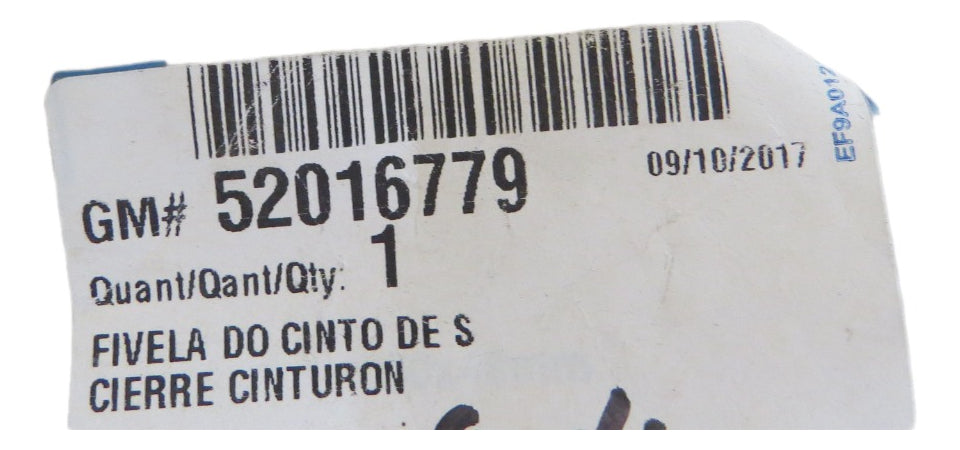 GM# 52016779
09/10/2017
EF9A012
Quant/Qant/Qty: 1
FIVELA DO CINTO DE S
CIERRE CINTURON